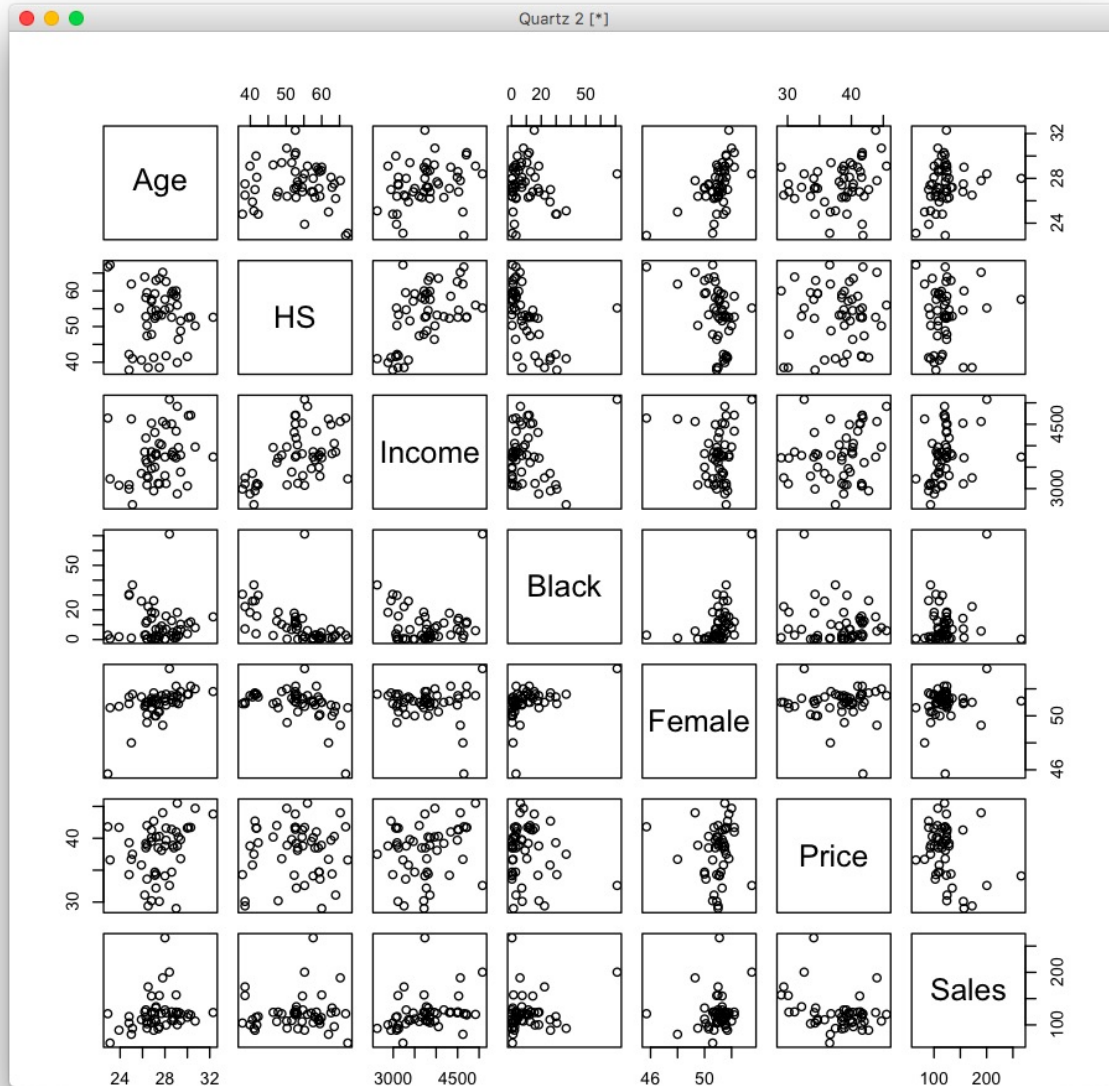 Quartz 2 [*]
40 50 60 0 20 50 30 40
Age 24 28 32
40 50 60 HS
Income 3000 4500
0 20 50 Black
Female 46 50
30 40 Price
Sales 100 200
24 28 32 3000 4500 46 50 100 200